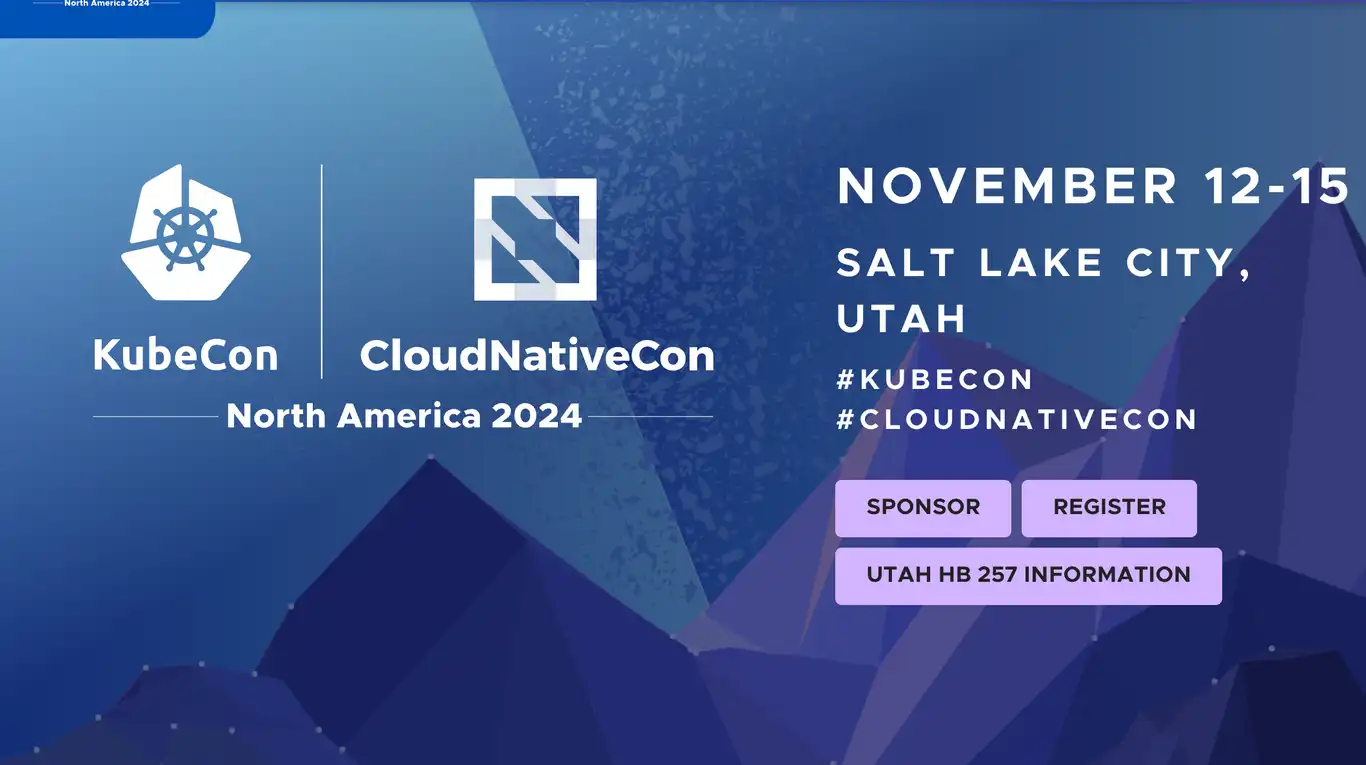 North America 2024
KubeCon
CloudNativeCon
North America 2024
NOVEMBER 12-15
SALT LAKE CITY,
UTAH
#KUBECON
#CLOUDNATIVECON
SPONSOR
REGISTER
UTAH HB 257 INFORMATION